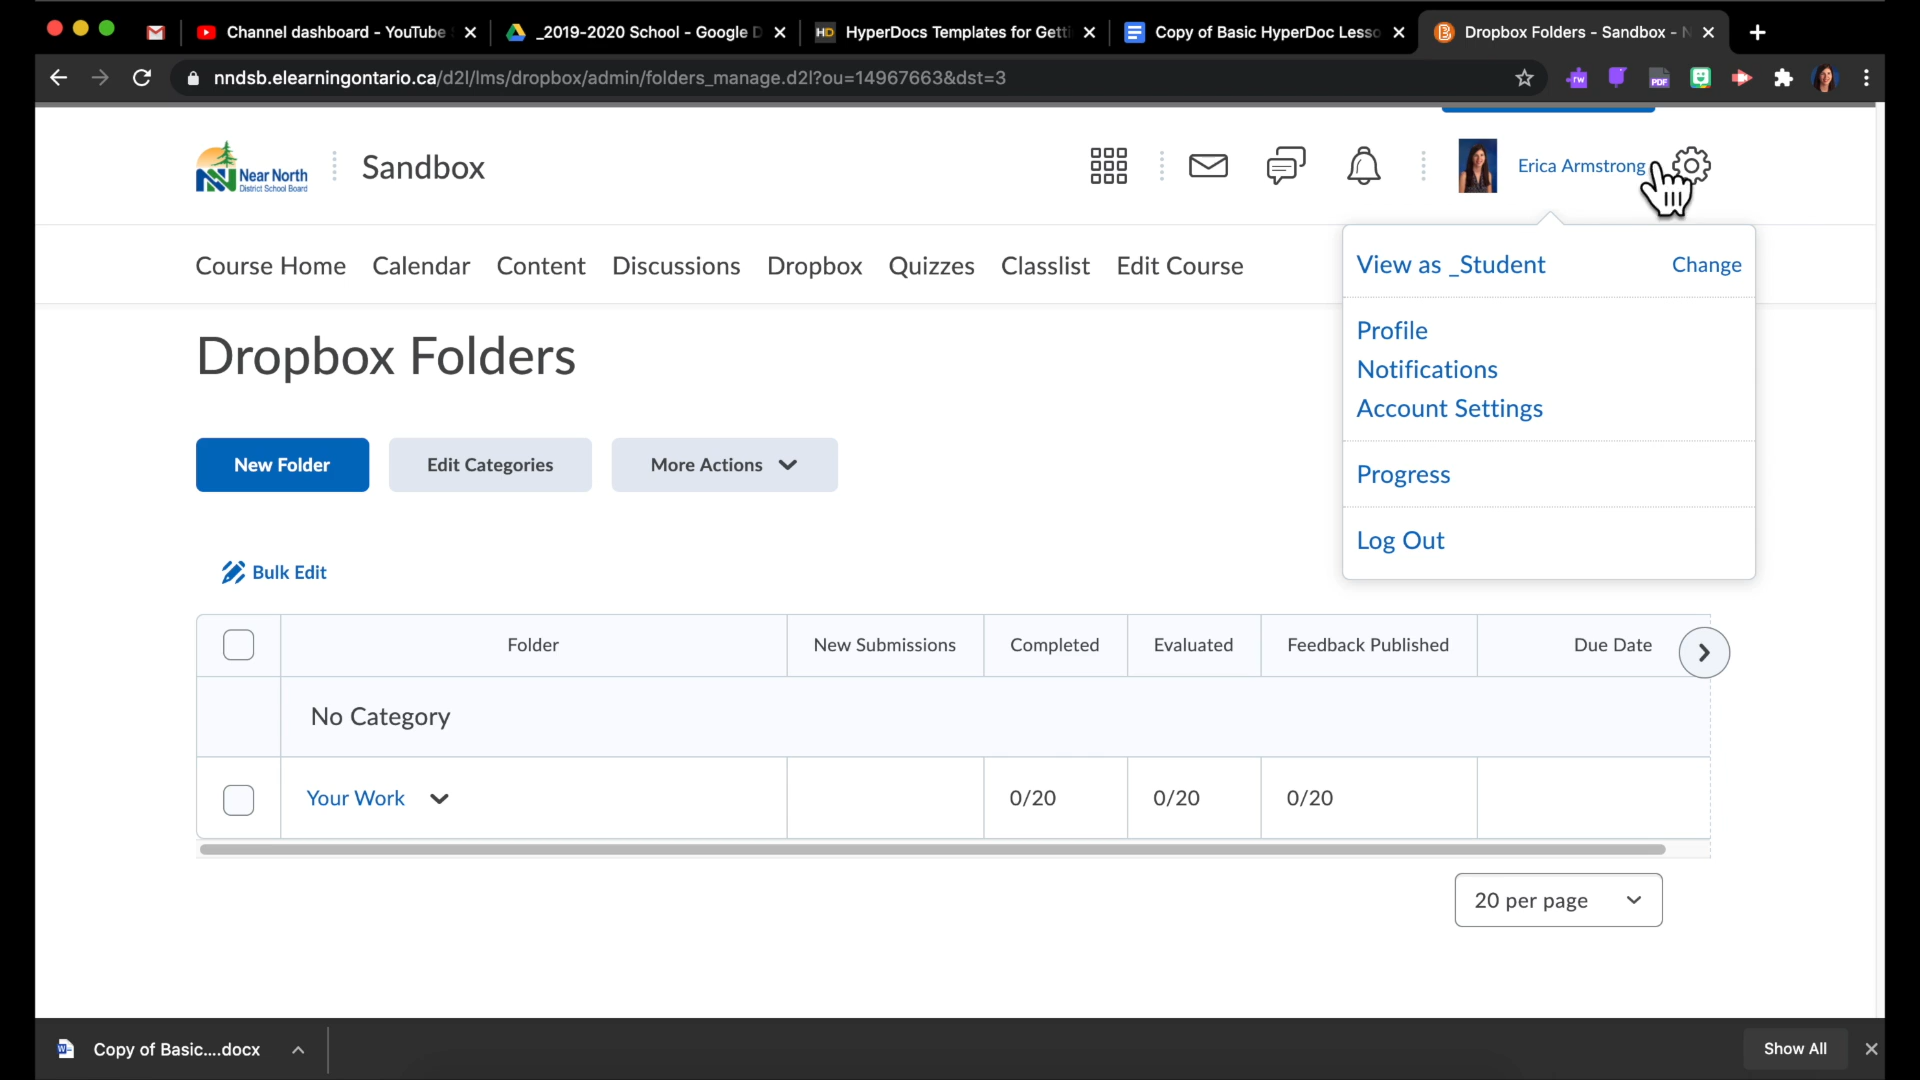 Channel dashboard - YouTube
_2019-2020 School - Google D
HD HyperDocs Templates for Getti
Copy of Basic HyperDoc Lesso
Dropbox Folders - Sandbox - N
nndsb.elearningontario.ca/d2l/lms/dropbox/admin/folders_manage.d2l?ou=14967663&dst=3
rw
PDF
Near North
District School Board
Sandbox
Erica Armstrong
Course Home
Calendar
Content
Discussions
Dropbox
Quizzes
Classlist
Edit Course
View as _Student
Change
Profile
Notifications
Account Settings
Progress
Log Out
Dropbox Folders
New Folder
Edit Categories
More Actions
Bulk Edit
Folder
New Submissions
Completed
Evaluated
Feedback Published
Due Date
No Category
Your Work
0/20
0/20
0/20
20 per page
Copy of Basic....docx
Show All